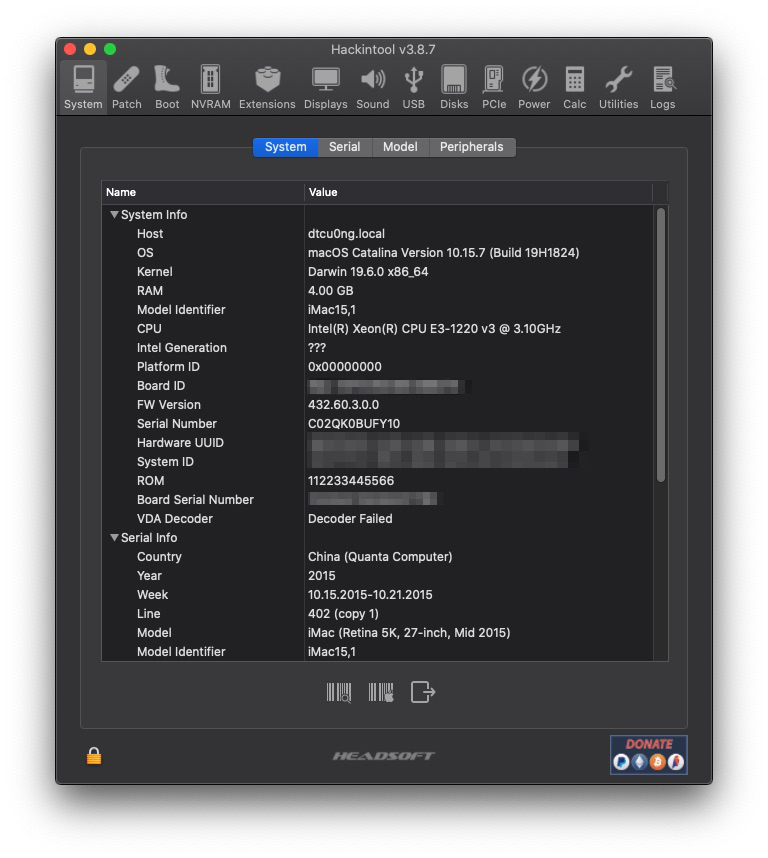 Hackintool v3.8.7
System Patch Boot NVRAM Extensions Displays Sound USB Disks PCIe Power Calc Utilities Logs
System Serial Model Peripherals
Name Value
System Info
Host dtcu0ng.local
OS macOS Catalina Version 10.15.7 (Build 19H1824)
Kernel Darwin 19.6.0 x86_64
RAM 4.00 GB
Model Identifier iMac15,1
CPU Intel(R) Xeon(R) CPU E3-1220 v3 @ 3.10GHz
Intel Generation ???
Platform ID 0x00000000
Board ID
FW Version 432.60.3.0.0
Serial Number C02QK0BUFY10
Hardware UUID
System ID
ROM 112233445566
Board Serial Number
VDA Decoder Decoder Failed
Serial Info
Country China (Quanta Computer)
Year 2015
Week 10.15.2015-10.21.2015
Line 402 (copy 1)
Model iMac (Retina 5K, 27-inch, Mid 2015)
Model Identifier iMac15,1
HEADSOFT
DONATE